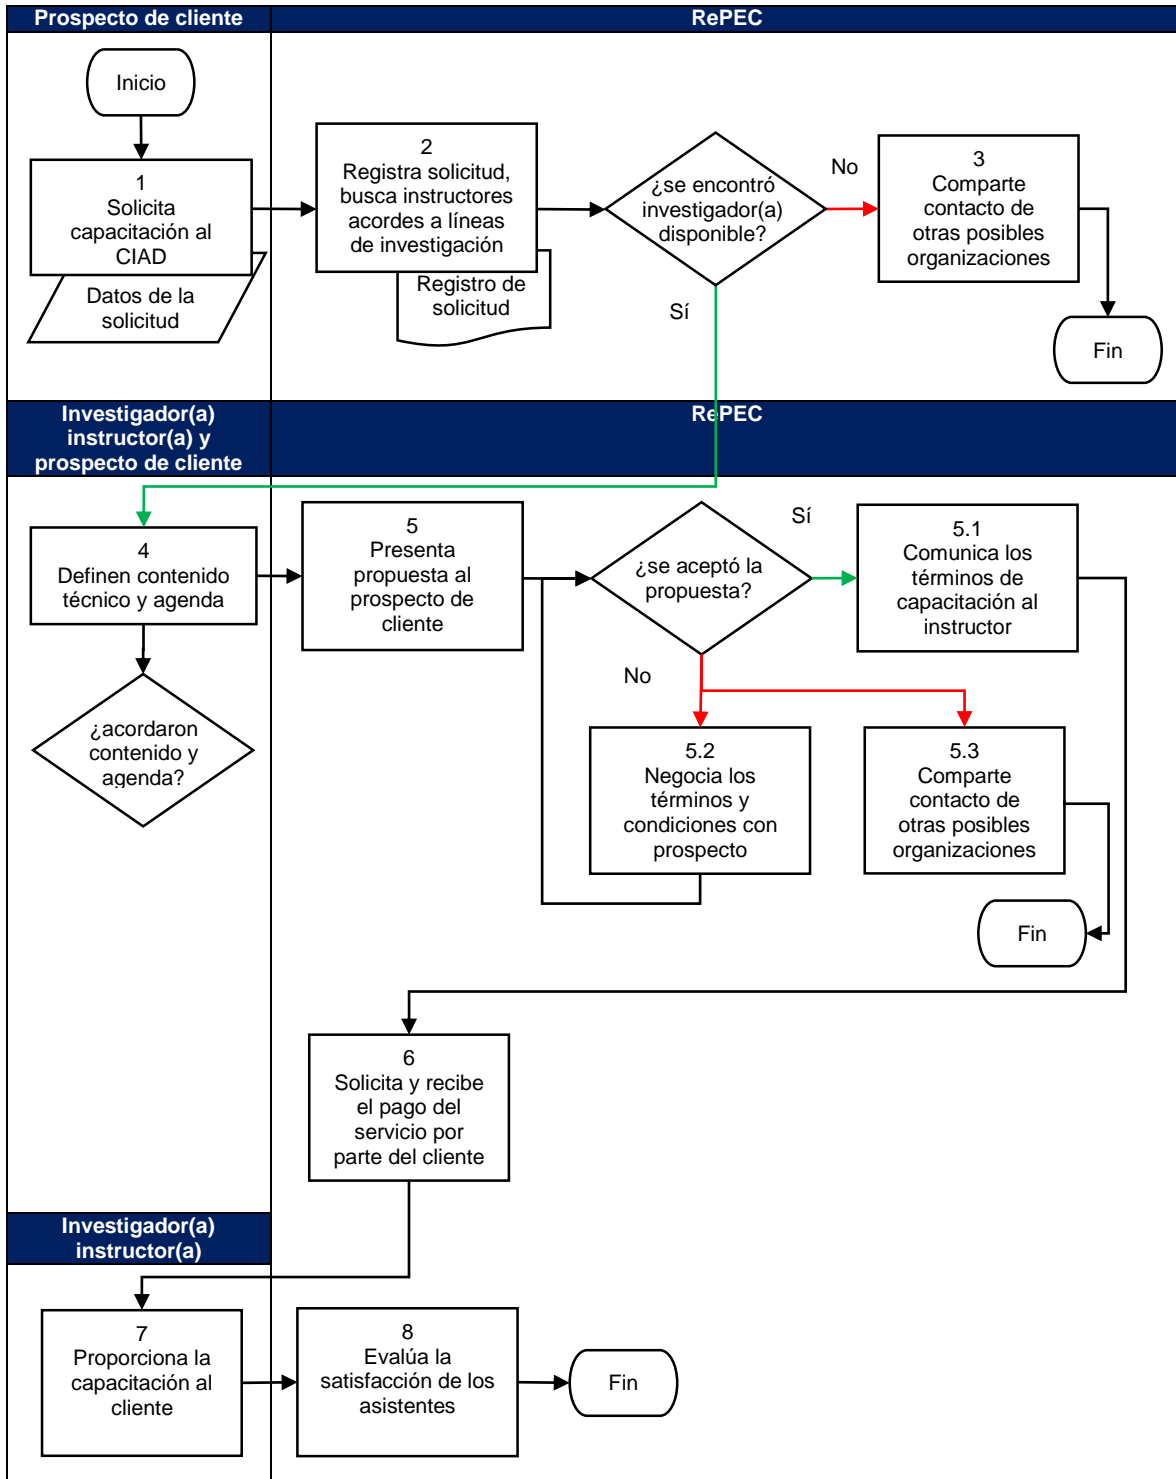 Prospecto de cliente
RePEC
Inicio
1
Solicita
capacitación al
CIAD
Datos de la
solicitud
2
Registra solicitud,
busca instructores
acordes a líneas
de investigación
Registro de
solicitud
¿se encontró
investigador(a)
disponible?
No
Sí
3
Comparte
contacto de
otras posibles
organizaciones
Fin
Investigador(a)
instructor(a) y
prospecto de cliente
RePEC
4
Definen contenido
técnico y agenda
¿acordaron
contenido y
agenda?
5
Presenta
propuesta al
prospecto de
cliente
¿se aceptó la
propuesta?
Sí
No
5.1
Comunica los
términos de
capacitación al
instructor
5.2
Negocia los
términos y
condiciones con
prospecto
5.3
Comparte
contacto de
otras posibles
organizaciones
Fin
6
Solicita y recibe
el pago del
servicio por
parte del cliente
Investigador(a)
instructor(a)
7
Proporciona la
capacitación al
cliente
8
Evalúa la
satisfacción de los
asistentes
Fin